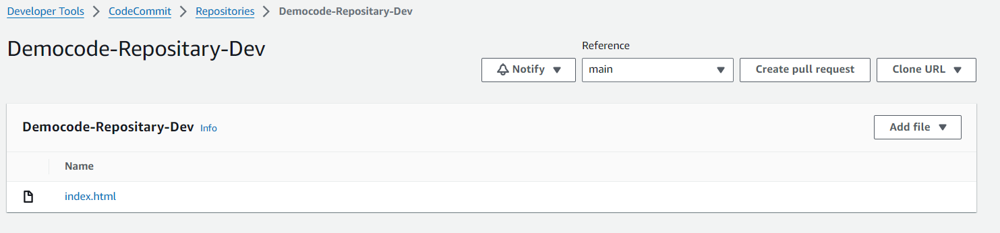 Developer Tools > CodeCommit > Repositories > Democode-Repositary-Dev
Democode-Repositary-Dev
Reference
Notify main Create pull request Clone URL
Democode-Repositary-Dev Info Add file
Name
index.html